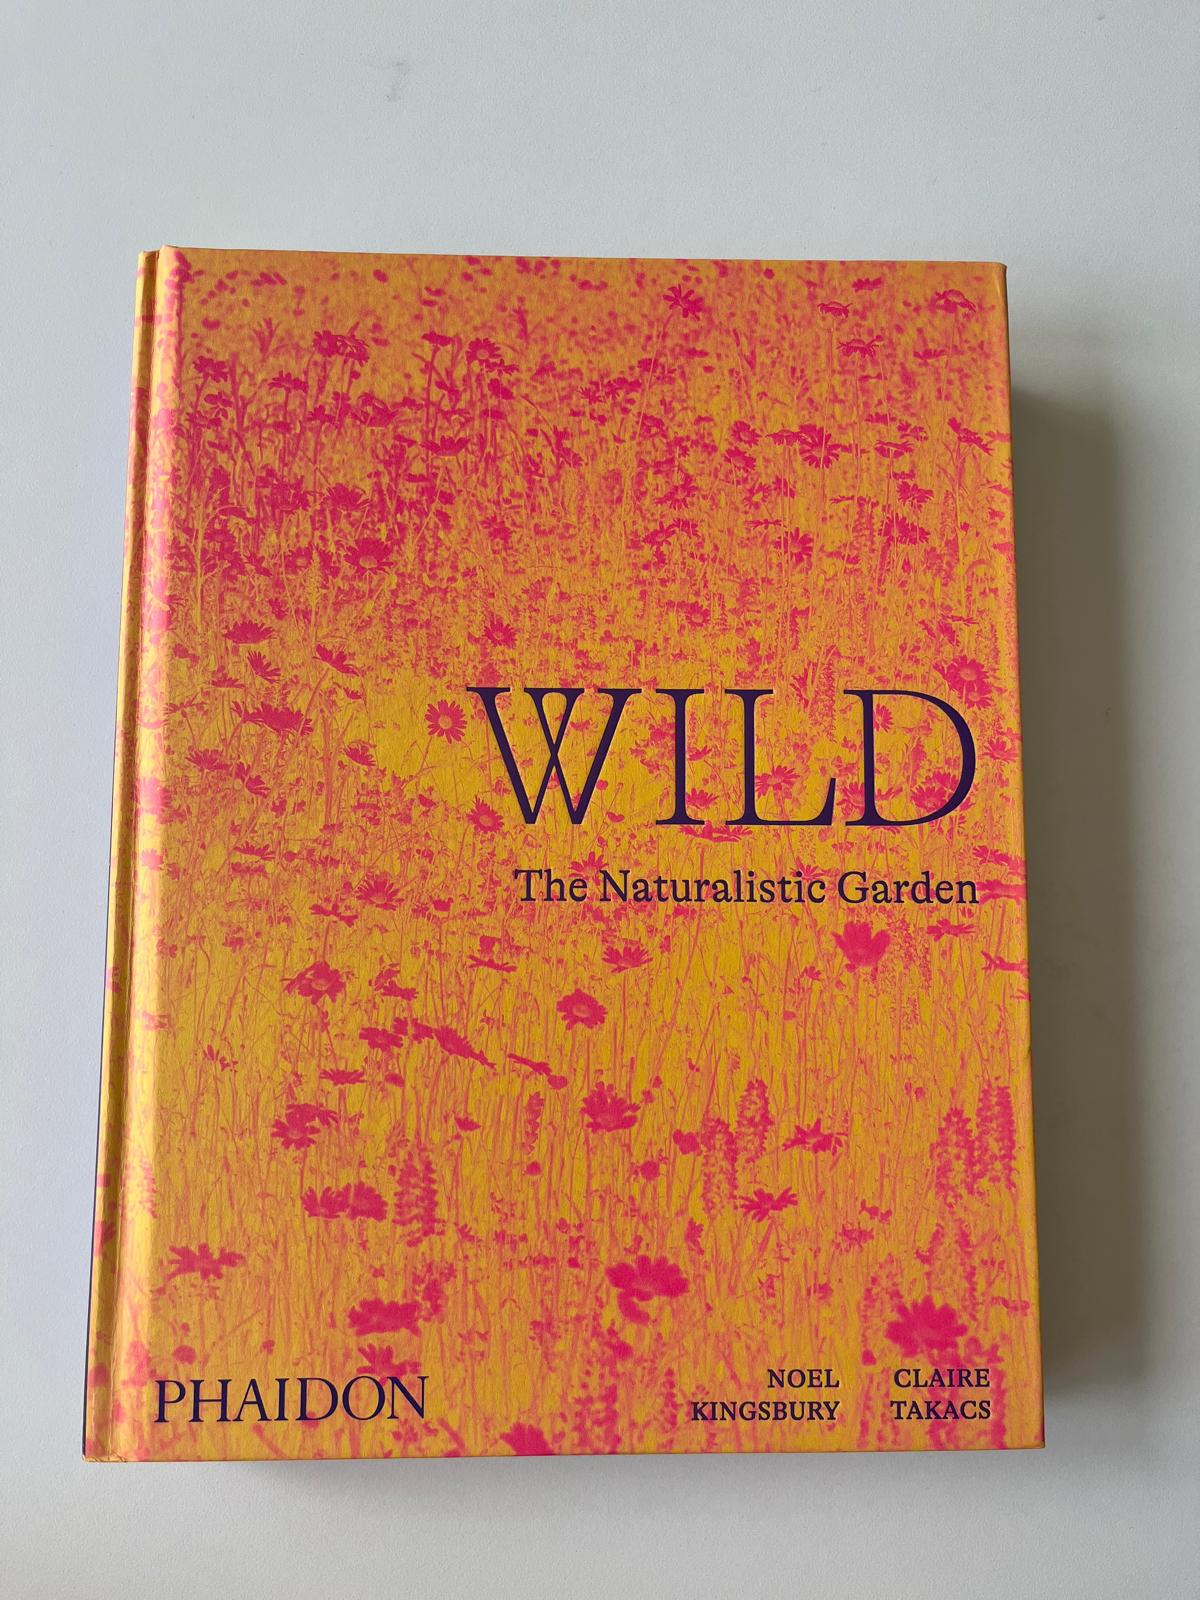 WILD
The Naturalistic Garden
PHAIDON
NOEL
KINGSBURY
CLAIRE
TAKACS